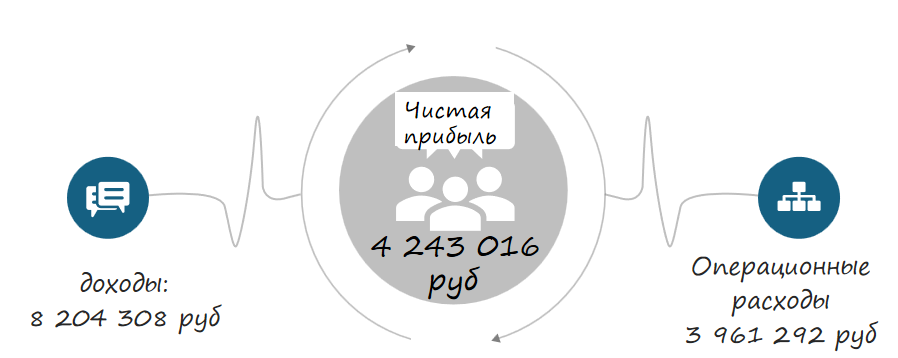 Чистая
прибыль
4 243 016
руб
доходы:
8 204 308 руб
Операционные
расходы
3 961 292 руб